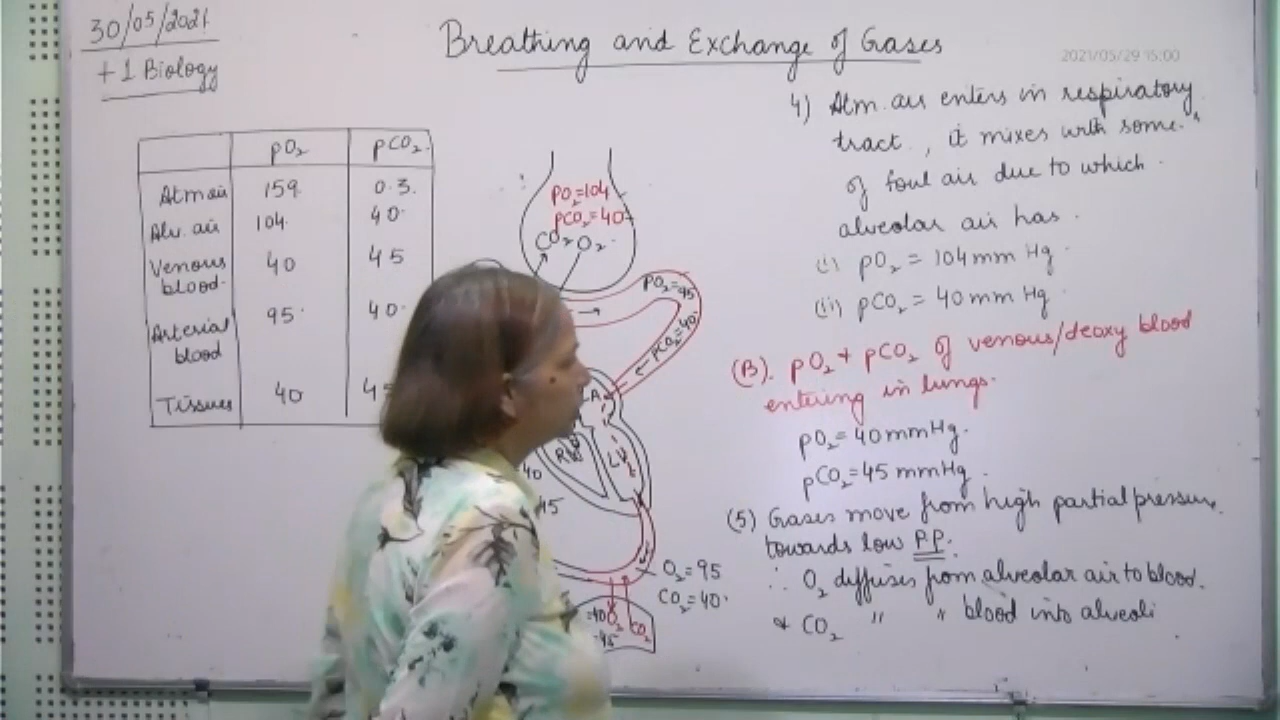 30/05/2021
+1 Biology
Breathing and Exchange of Gases
2021/05/29 15:00
pO2 pCO2
Atm air 159 0.3
Alv. air 104 40
Venous blood 40 45
Arterial blood 95 40
Tissues 40
PO2=104
PCO2=40
CO2 O2
PO2=95
PCO2=40
LA
RV
LV
40
45
O2=95
CO2=40
=40 O2 CO2
=45
4) Atm. air enters in respiratory
tract, it mixes with some
of foul air due to which
alveolar air has.
(i) pO2 = 104 mm Hg
(ii) pCO2 = 40 mm Hg
(B). pO2 + pCO2 of venous/deoxy blood
entering in lungs.
pO2=40 mmHg.
pCO2=45 mmHg.
(5) Gases move from high partial pressure
towards low P.P.
∴ O2 diffuses from alveolar air to blood.
& CO2 " " blood into alveoli